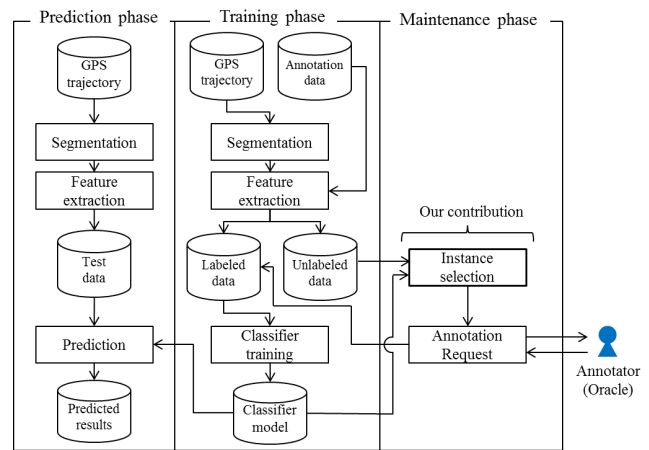 Prediction phase
Training phase
Maintenance phase
GPS
trajectory
Segmentation
Feature
extraction
Test
data
Prediction
Predicted
results
GPS
trajectory
Annotation
data
Segmentation
Feature
extraction
Labeled
data
Unlabeled
data
Classifier
training
Classifier
model
Our contribution
Instance
selection
Annotation
Request
Annotator
(Oracle)